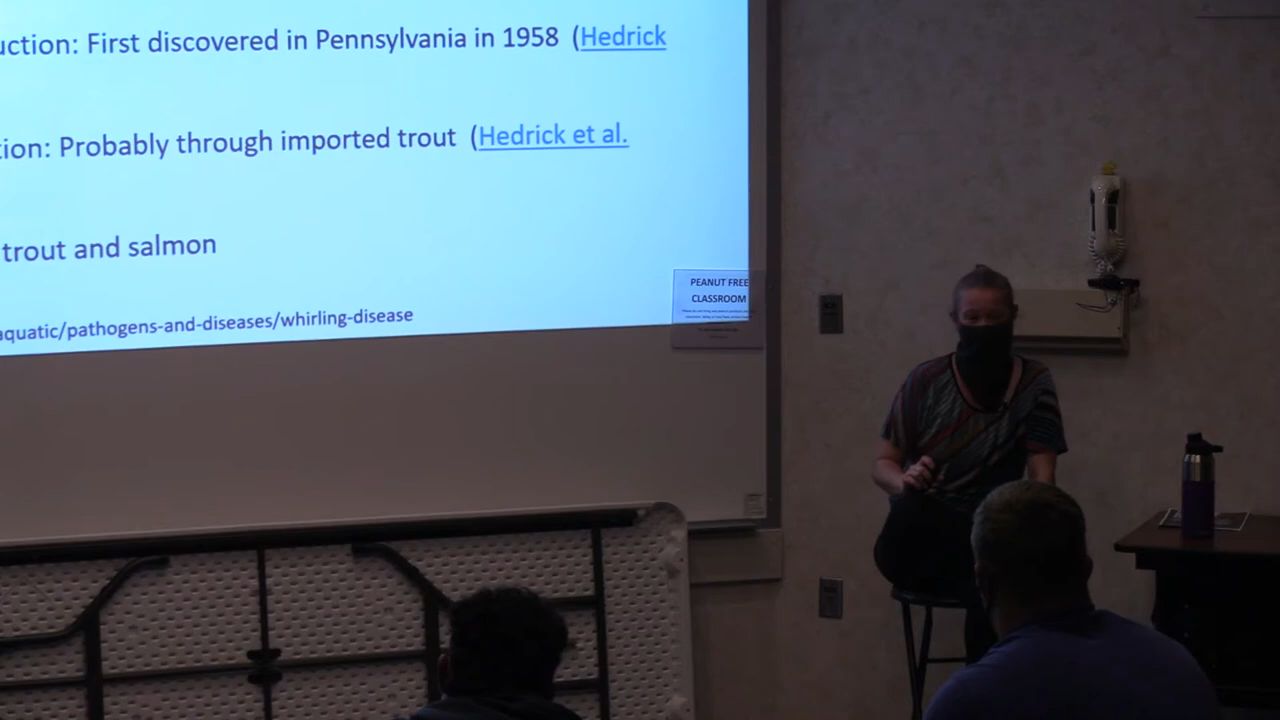 uction: First discovered in Pennsylvania in 1958 (Hedrick
tion: Probably through imported trout (Hedrick et al.
trout and salmon
aquatic/pathogens-and-diseases/whirling-disease
PEANUT FREE
CLASSROOM